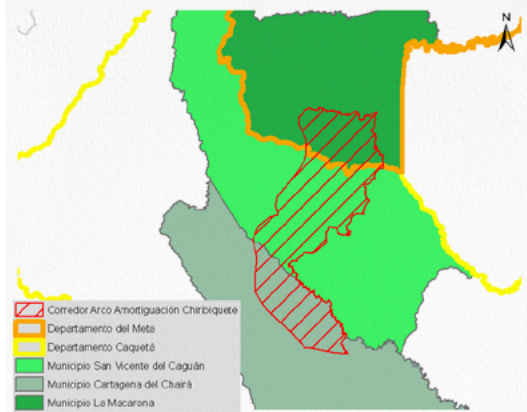 N
Corredor Arco Amortiguación Chiribiquete
Departamento del Meta
Departamento Caquetá
Municipio San Vicente del Caguán
Municipio Cartagena del Chairá
Municipio La Macarona